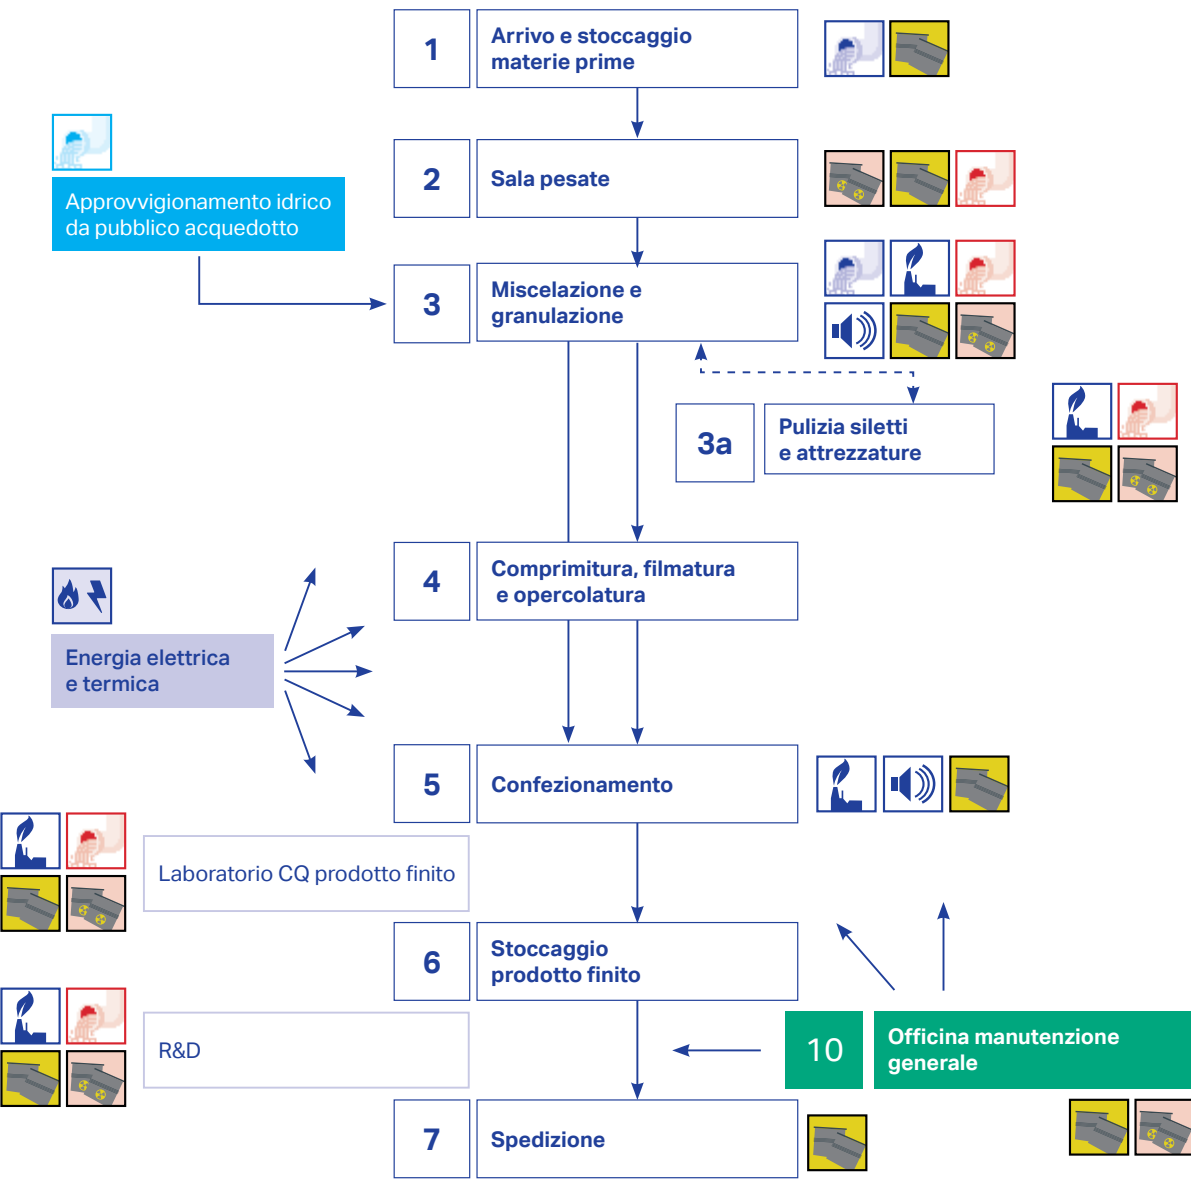 1
Arrivo e stoccaggio
materie prime
2
Sala pesate
Approvvigionamento idrico
da pubblico acquedotto
3
Miscelazione e
granulazione
3a
Pulizia siletti
e attrezzature
4
Comprimitura, filmatura
e opercolatura
Energia elettrica
e termica
5
Confezionamento
Laboratorio CQ prodotto finito
6
Stoccaggio
prodotto finito
R&D
10
Officina manutenzione
generale
7
Spedizione